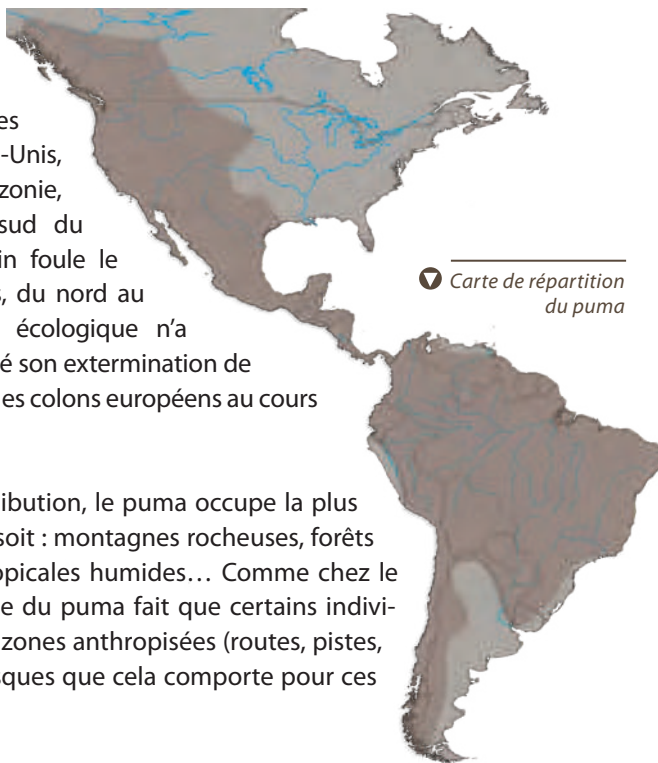 es
-Unis,
zonie,
sud du
in foule le
s, du nord au
écologique n'a
é son extermination de
es colons européens au cours
Carte de répartition
du puma
ibution, le puma occupe la plus
soit : montagnes rocheuses, forêts
opicales humides… Comme chez le
e du puma fait que certains indivi-
zones anthropisées (routes, pistes,
sques que cela comporte pour ces